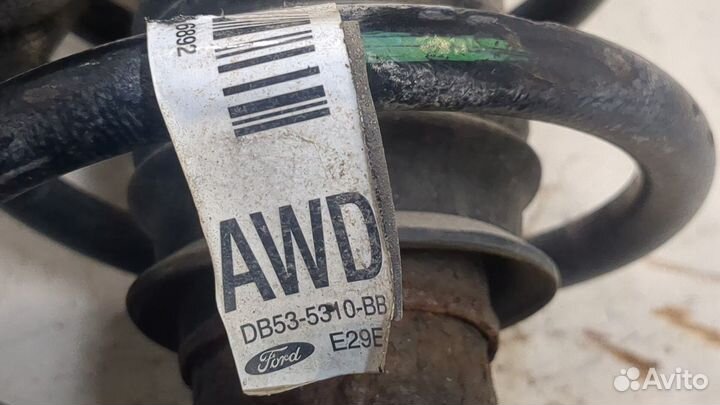 6892
AWD
DB53-5310-BB
Ford
E29E
Avito